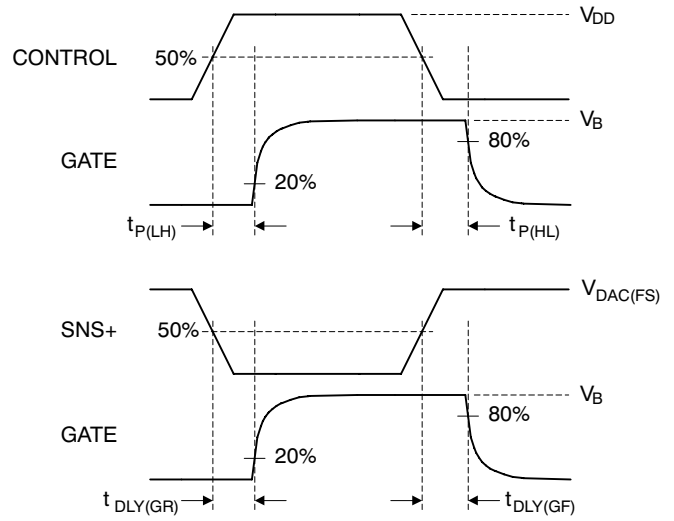 V_DD
CONTROL 50%
V_B
80%
GATE
20%
t_P(LH) t_P(HL)
V_DAC(FS)
SNS+ 50%
V_B
80%
GATE
20%
t_DLY(GR) t_DLY(GF)